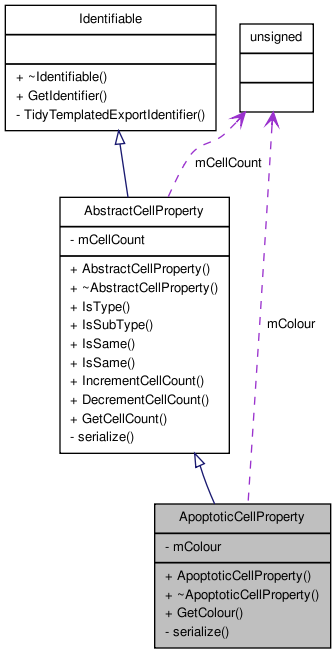 Identifiable
+ ~Identifiable()
+ GetIdentifier()
- TidyTemplatedExportIdentifier()
unsigned
mCellCount
AbstractCellProperty
- mCellCount
+ AbstractCellProperty()
+ ~AbstractCellProperty()
+ IsType()
+ IsSubType()
+ IsSame()
+ IsSame()
+ IncrementCellCount()
+ DecrementCellCount()
+ GetCellCount()
- serialize()
mColour
ApoptoticCellProperty
- mColour
+ ApoptoticCellProperty()
+ ~ApoptoticCellProperty()
+ GetColour()
- serialize()